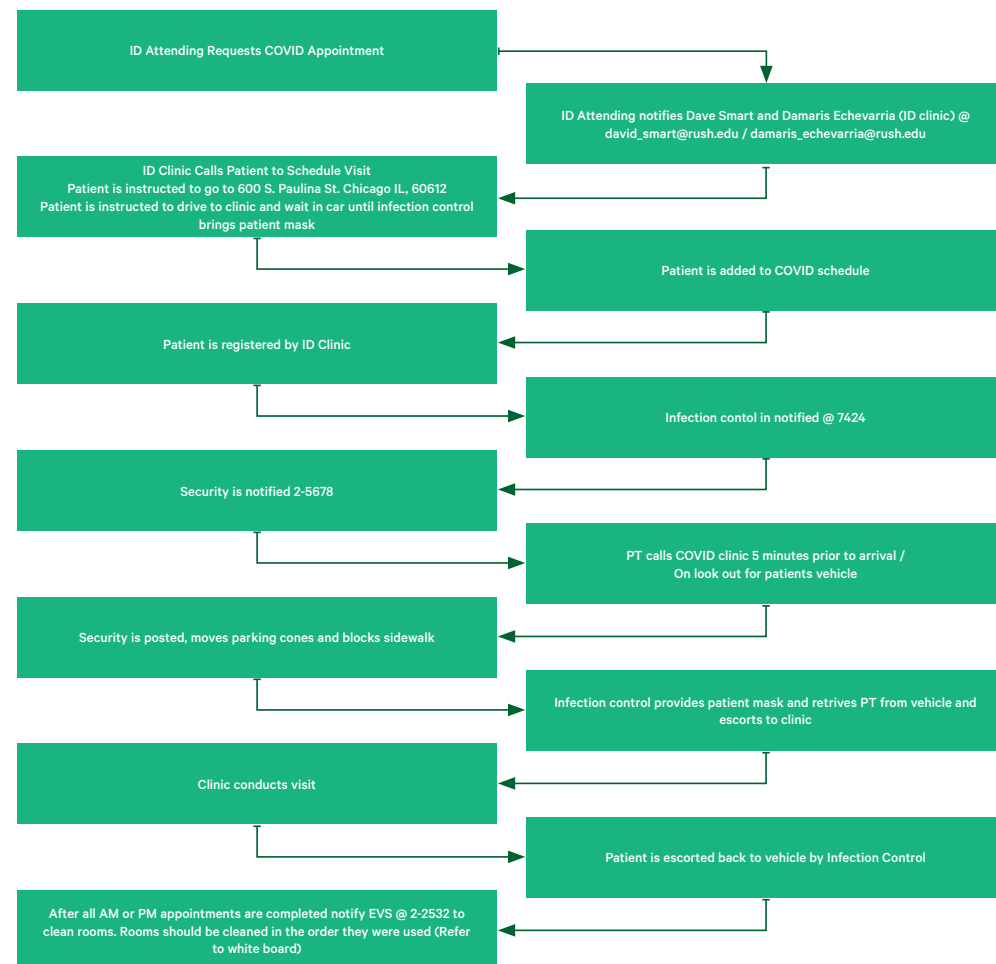 ID Attending Requests COVID Appointment
ID Attending notifies Dave Smart and Damaris Echevarria (ID clinic) @
david_smart@rush.edu / damaris_echevarria@rush.edu
ID Clinic Calls Patient to Schedule Visit
Patient is instructed to go to 600 S. Paulina St. Chicago IL, 60612
Patient is instructed to drive to clinic and wait in car until infection control
brings patient mask
Patient is added to COVID schedule
Patient is registered by ID Clinic
Infection contol in notified @ 7424
Security is notified 2-5678
PT calls COVID clinic 5 minutes prior to arrival /
On look out for patients vehicle
Security is posted, moves parking cones and blocks sidewalk
Infection control provides patient mask and retrives PT from vehicle and
escorts to clinic
Clinic conducts visit
Patient is escorted back to vehicle by Infection Control
After all AM or PM appointments are completed notify EVS @ 2-2532 to
clean rooms. Rooms should be cleaned in the order they were used (Refer
to white board)